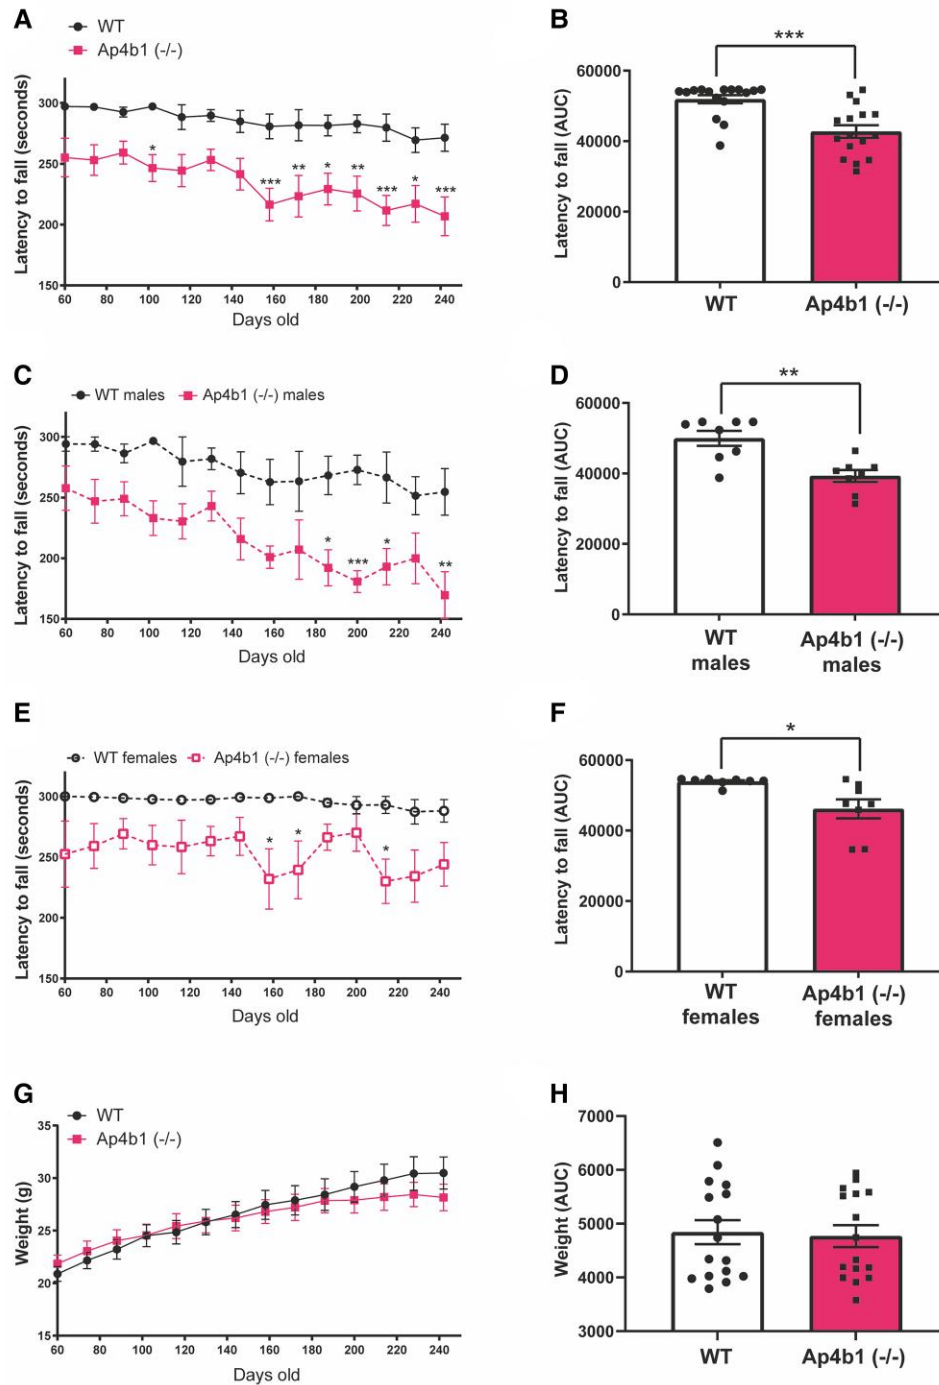 A
WT
Ap4b1 (-/-)
Latency to fall (seconds)
300
250
200
150
* *** ** * ** *** * ***
60 80 100 120 140 160 180 200 220 240
Days old
B
***
Latency to fall (AUC)
60000
40000
20000
0
WT Ap4b1 (-/-)
C
WT males Ap4b1 (-/-) males
Latency to fall (seconds)
300
250
200
150
* *** * **
60 80 100 120 140 160 180 200 220 240
Days old
D
**
Latency to fall (AUC)
60000
40000
20000
0
WT Ap4b1 (-/-)
males males
E
WT females Ap4b1 (-/-) females
Latency to fall (seconds)
300
250
200
150
* * *
60 80 100 120 140 160 180 200 220 240
Days old
F
*
Latency to fall (AUC)
60000
40000
20000
0
WT Ap4b1 (-/-)
females females
G
WT
Ap4b1 (-/-)
Weight (g)
35
30
25
20
15
60 80 100 120 140 160 180 200 220 240
Days old
H
Weight (AUC)
7000
6000
5000
4000
3000
WT Ap4b1 (-/-)